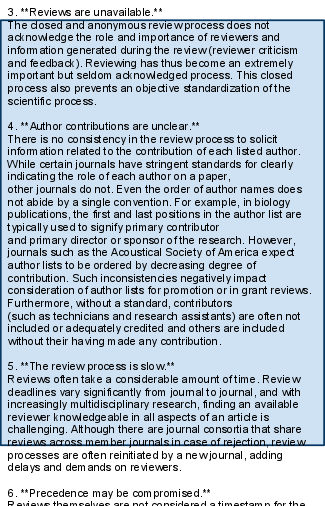 3. **Reviews are unavailable.**
The closed and anonymous review process does not
acknowledge the role and importance of reviewers and
information generated during the review (reviewer criticism
and feedback). Reviewing has thus become an extremely
important but seldom acknowledged process. This closed
process also prevents an objective standardization of the
scientific process.
4. **Author contributions are unclear.**
There is no consistency in the review process to solicit
information related to the contribution of each listed author.
While certain journals have stringent standards for clearly
indicating the role of each author on a paper,
other journals do not. Even the order of author names does
not abide by a single convention. For example, in biology
publications, the first and last positions in the author list are
typically used to signify primary contributor
and primary director or sponsor of the research. However,
journals such as the Acoustical Society of America expect
author lists to be ordered by decreasing degree of
contribution. Such inconsistencies negatively impact
consideration of author lists for promotion or in grant reviews.
Furthermore, without a standard, contributors
(such as technicians and research assistants) are often not
included or adequately credited and others are included
without their having made any contribution.
5. **The review process is slow.**
Reviews often take a considerable amount of time. Review
deadlines vary significantly from journal to journal, and with
increasingly multidisciplinary research, finding an available
reviewer knowledgeable in all aspects of an article is
challenging. Although there are journal consortia that share
reviews across member journals in case of rejection, review
processes are often reinitiated by a new journal, adding
delays and demands on reviewers.
6. **Precedence may be compromised.**
Reviews themselves are not considered a timestamp for the